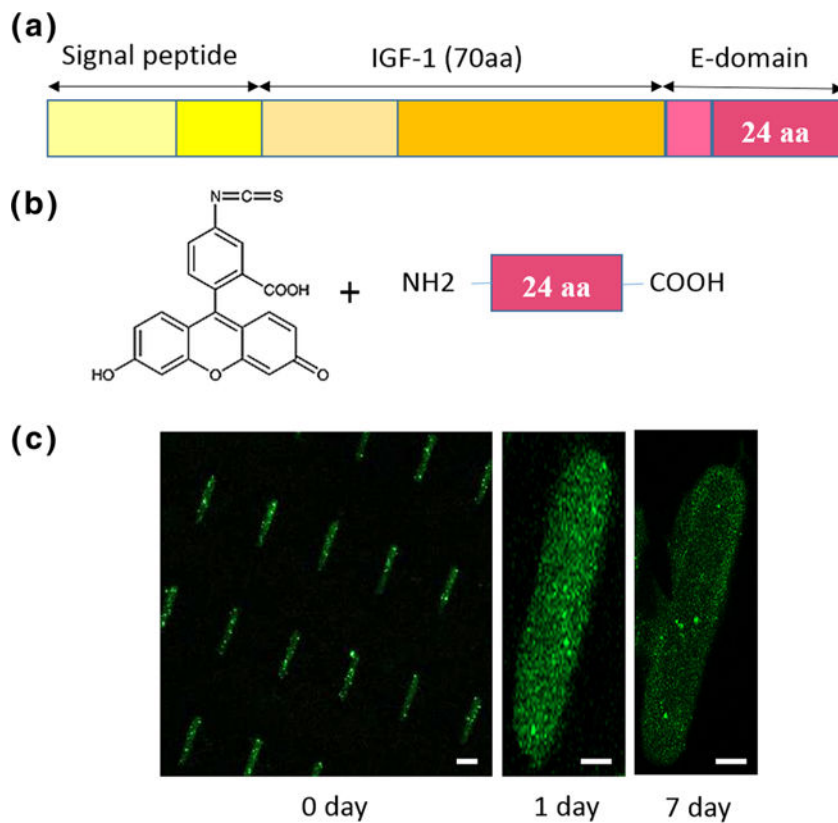 (a)
Signal peptide IGF-1 (70aa) E-domain
24 aa
(b)
N=C=S
COOH
HO O O
+ NH2 24 aa COOH
(c)
0 day 1 day 7 day